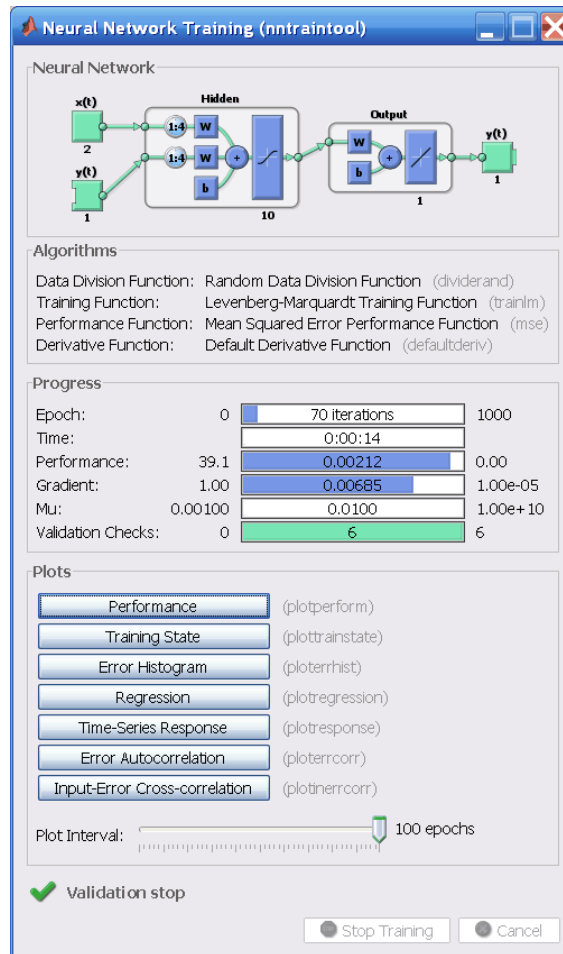 Neural Network Training (nntraintool)
Neural Network
Hidden
x(t)
Output
1:4 W
y(t)
2
W
y(t)
1:4 W
+
+
b
b
1
1
10
1
Algorithms
Data Division Function: Random Data Division Function (dividerand)
Training Function: Levenberg-Marquardt Training Function (trainlm)
Performance Function: Mean Squared Error Performance Function (mse)
Derivative Function: Default Derivative Function (defaultderiv)
Progress
Epoch: 0 70 iterations 1000
Time: 0:00:14
Performance: 39.1 0.00212 0.00
Gradient: 1.00 0.00685 1.00e-05
Mu: 0.00100 0.0100 1.00e+10
Validation Checks: 0 6 6
Plots
Performance (plotperform)
Training State (plottrainstate)
Error Histogram (ploterrhist)
Regression (plotregression)
Time-Series Response (plotresponse)
Error Autocorrelation (ploterrcorr)
Input-Error Cross-correlation (plotinerrcorr)
Plot Interval: 100 epochs
Validation stop
Stop Training Cancel